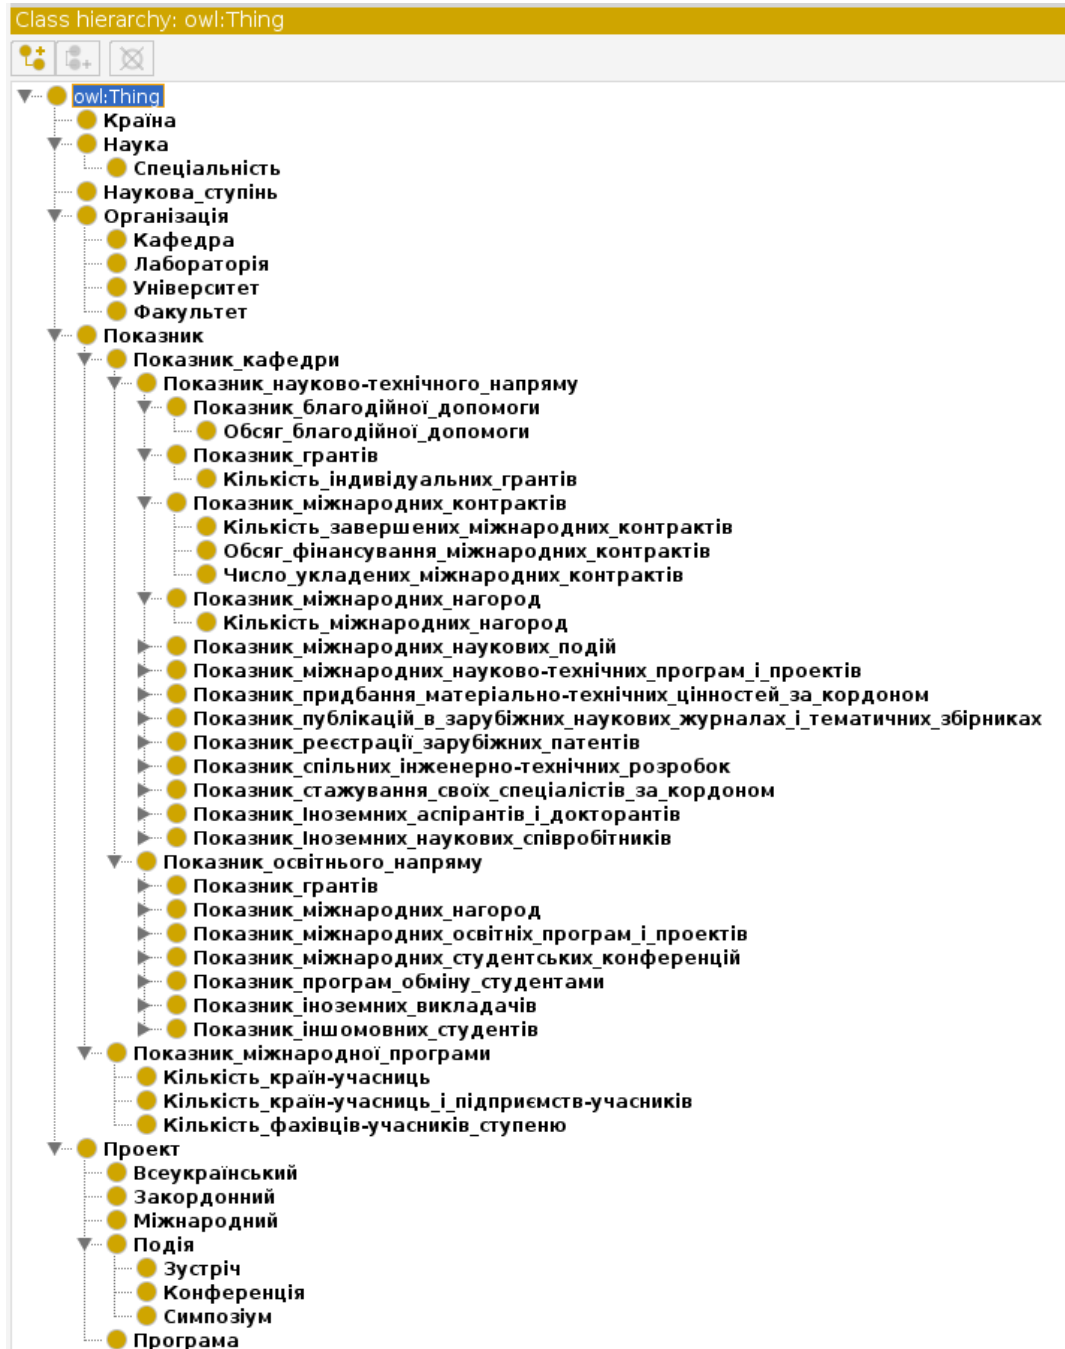 Class hierarchy: owl:Thing
owl:Thing
Країна
Наука
Спеціальність
Наукова_ступінь
Організація
Кафедра
Лабораторія
Університет
Факультет
Показник
Показник_кафедри
Показник_науково-технічного_напряму
Показник_благодійної_допомоги
Обсяг_благодійної_допомоги
Показник_грантів
Кількість_індивідуальних_грантів
Показник_міжнародних_контрактів
Кількість_завершених_міжнародних_контрактів
Обсяг_фінансування_міжнародних_контрактів
Число_укладених_міжнародних_контрактів
Показник_міжнародних_нагород
Кількість_міжнародних_нагород
Показник_міжнародних_наукових_подій
Показник_міжнародних_науково-технічних_програм_і_проектів
Показник_придбання_матеріально-технічних_цінностей_за_кордоном
Показник_публікацій_в_зарубіжних_наукових_журналах_і_тематичних_збірниках
Показник_реєстрації_зарубіжних_патентів
Показник_спільних_інженерно-технічних_розробок
Показник_стажування_своїх_спеціалістів_за_кордоном
Показник_Іноземних_аспірантів_і_докторантів
Показник_Іноземних_наукових_співробітників
Показник_освітнього_напряму
Показник_грантів
Показник_міжнародних_нагород
Показник_міжнародних_освітніх_програм_і_проектів
Показник_міжнародних_студентських_конференцій
Показник_програм_обміну_студентами
Показник_іноземних_викладачів
Показник_іншомовних_студентів
Показник_міжнародної_програми
Кількість_країн-учасниць
Кількість_країн-учасниць_і_підприємств-учасників
Кількість_фахівців-учасників_ступеню
Проект
Всеукраїнський
Закордонний
Міжнародний
Подія
Зустріч
Конференція
Симпозіум
Програма